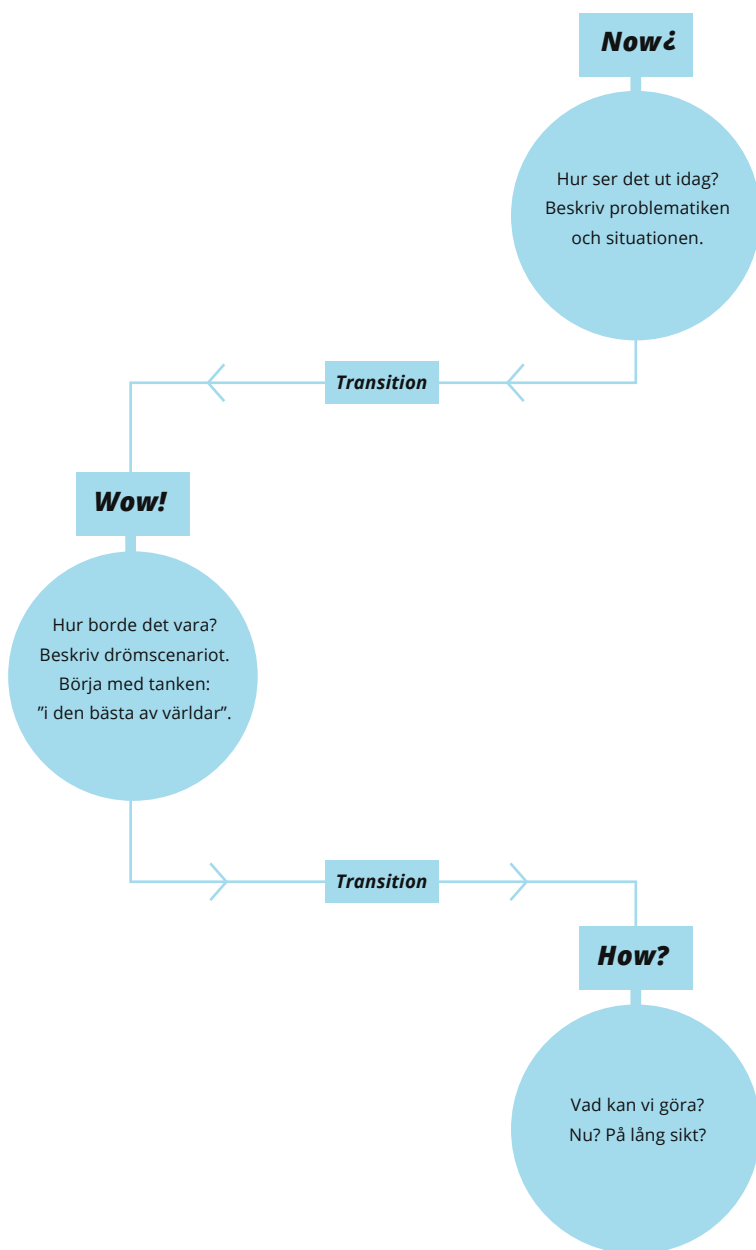 Now¿
Hur ser det ut idag?
Beskriv problematiken
och situationen.
Transition
Wow!
Hur borde det vara?
Beskriv drömscenariot.
Börja med tanken:
”i den bästa av världar”.
Transition
How?
Vad kan vi göra?
Nu? På lång sikt?